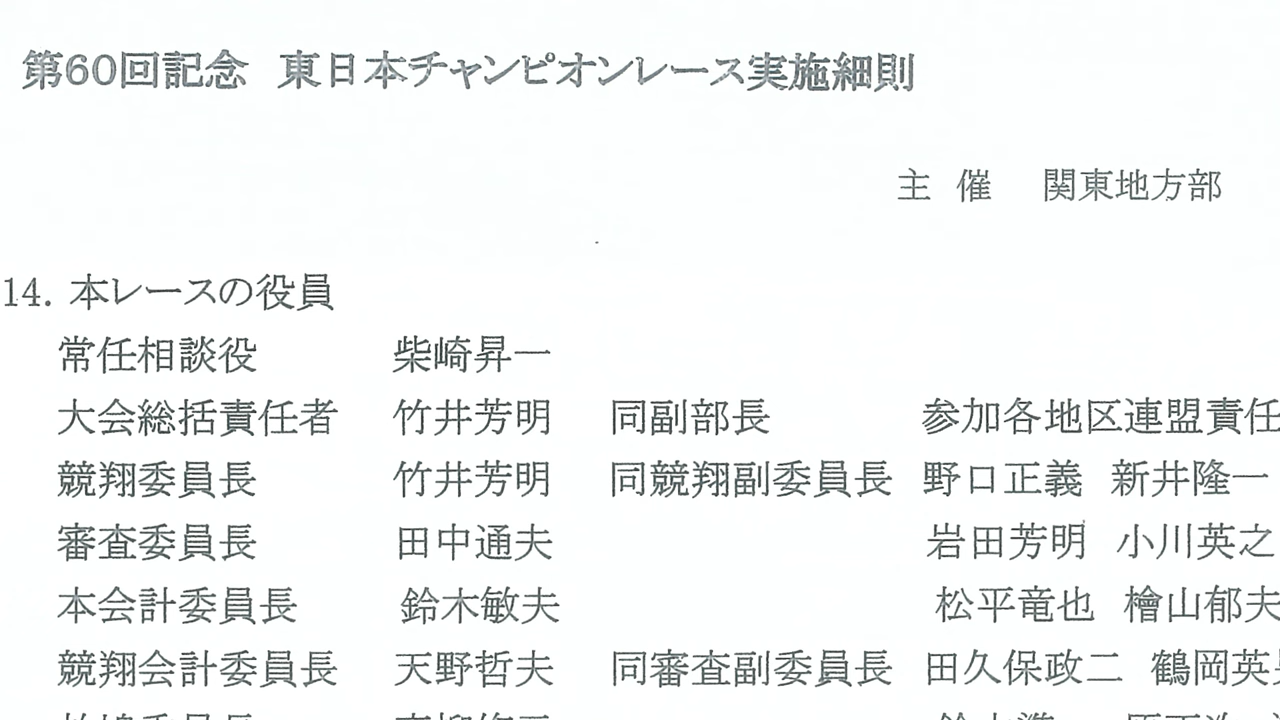 第60回記念 東日本チャンピオンレース実施細則
主 催 関東地方部
14. 本レースの役員
常任相談役 柴崎昇一
大会総括責任者 竹井芳明 同副部長 参加各地区連盟責任
競翔委員長 竹井芳明 同競翔副委員長 野口正義 新井隆一
審査委員長 田中通夫 岩田芳明 小川英之
本会計委員長 鈴木敏夫 松平竜也 檜山郁夫
競翔会計委員長 天野哲夫 同審査副委員長 田久保政二 鶴岡英